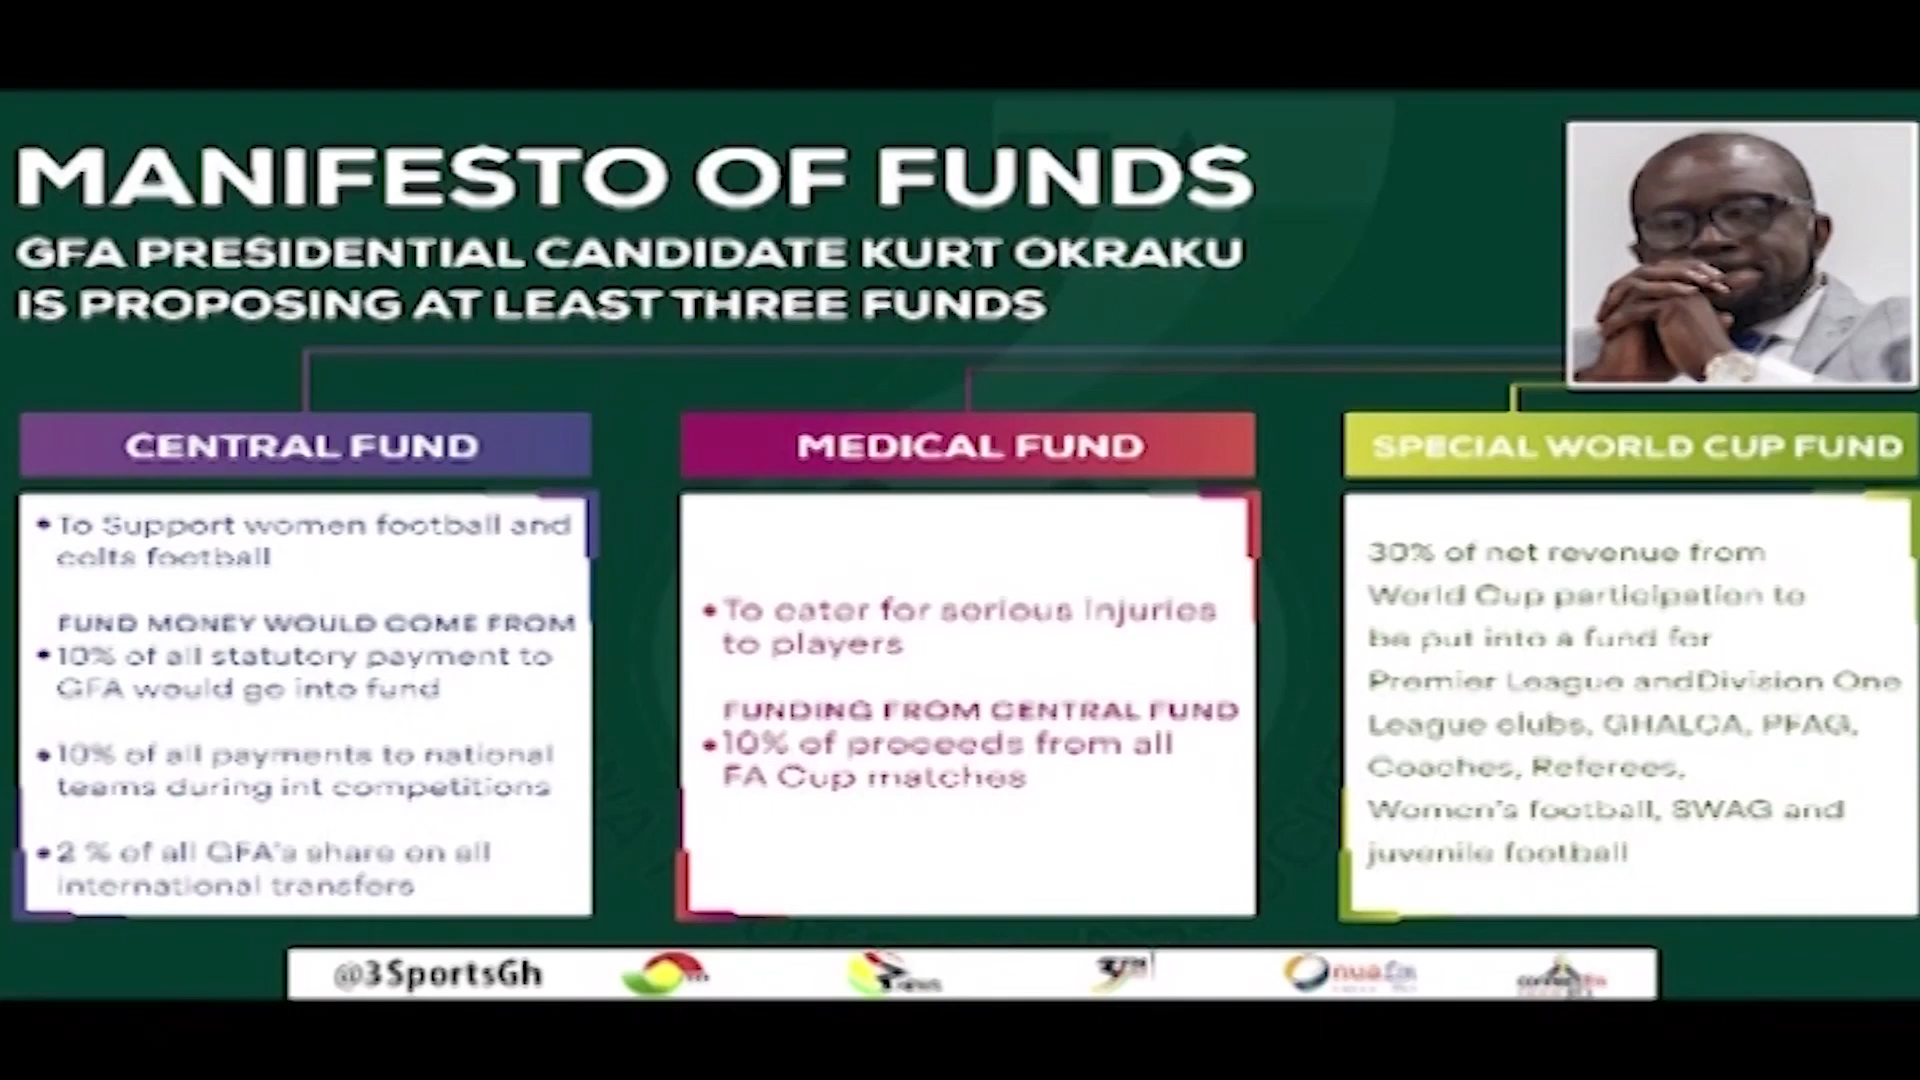 MANIFESTO OF FUNDS
GFA PRESIDENTIAL CANDIDATE KURT OKRAKU
IS PROPOSING AT LEAST THREE FUNDS
CENTRAL FUND
• To Support women football and
colts football
FUND MONEY WOULD COME FROM
• 10% of all statutory payment to
GFA would go into fund
• 10% of all payments to national
teams during int competitions
• 2 % of all GFA's share on all
international transfers
MEDICAL FUND
• To cater for serious injuries
to players
FUNDING FROM CENTRAL FUND
• 10% of proceeds from all
FA Cup matches
SPECIAL WORLD CUP FUND
30% of net revenue from
World Cup participation to
be put into a fund for
Premier League and Division One
League clubs, GHALCA, PFAG,
Coaches, Referees,
Women's football, SWAG and
juvenile football
@3SportsGh
news
onua fm